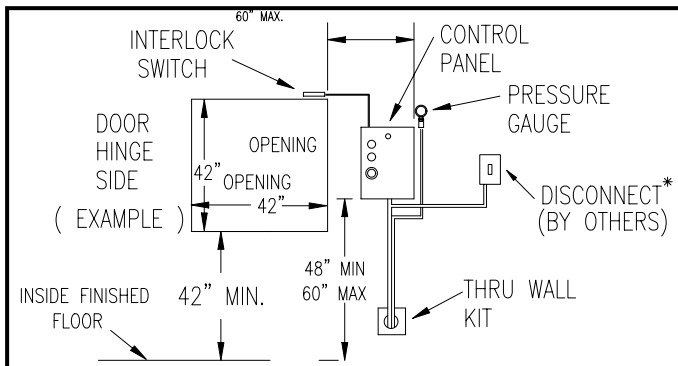 60" MAX.
INTERLOCK
SWITCH
CONTROL
PANEL
PRESSURE
GAUGE
DOOR
HINGE
SIDE
( EXAMPLE )
OPENING
42"
OPENING
42"
DISCONNECT*
(BY OTHERS)
42" MIN.
48" MIN
60" MAX
INSIDE FINISHED
FLOOR
THRU WALL
KIT